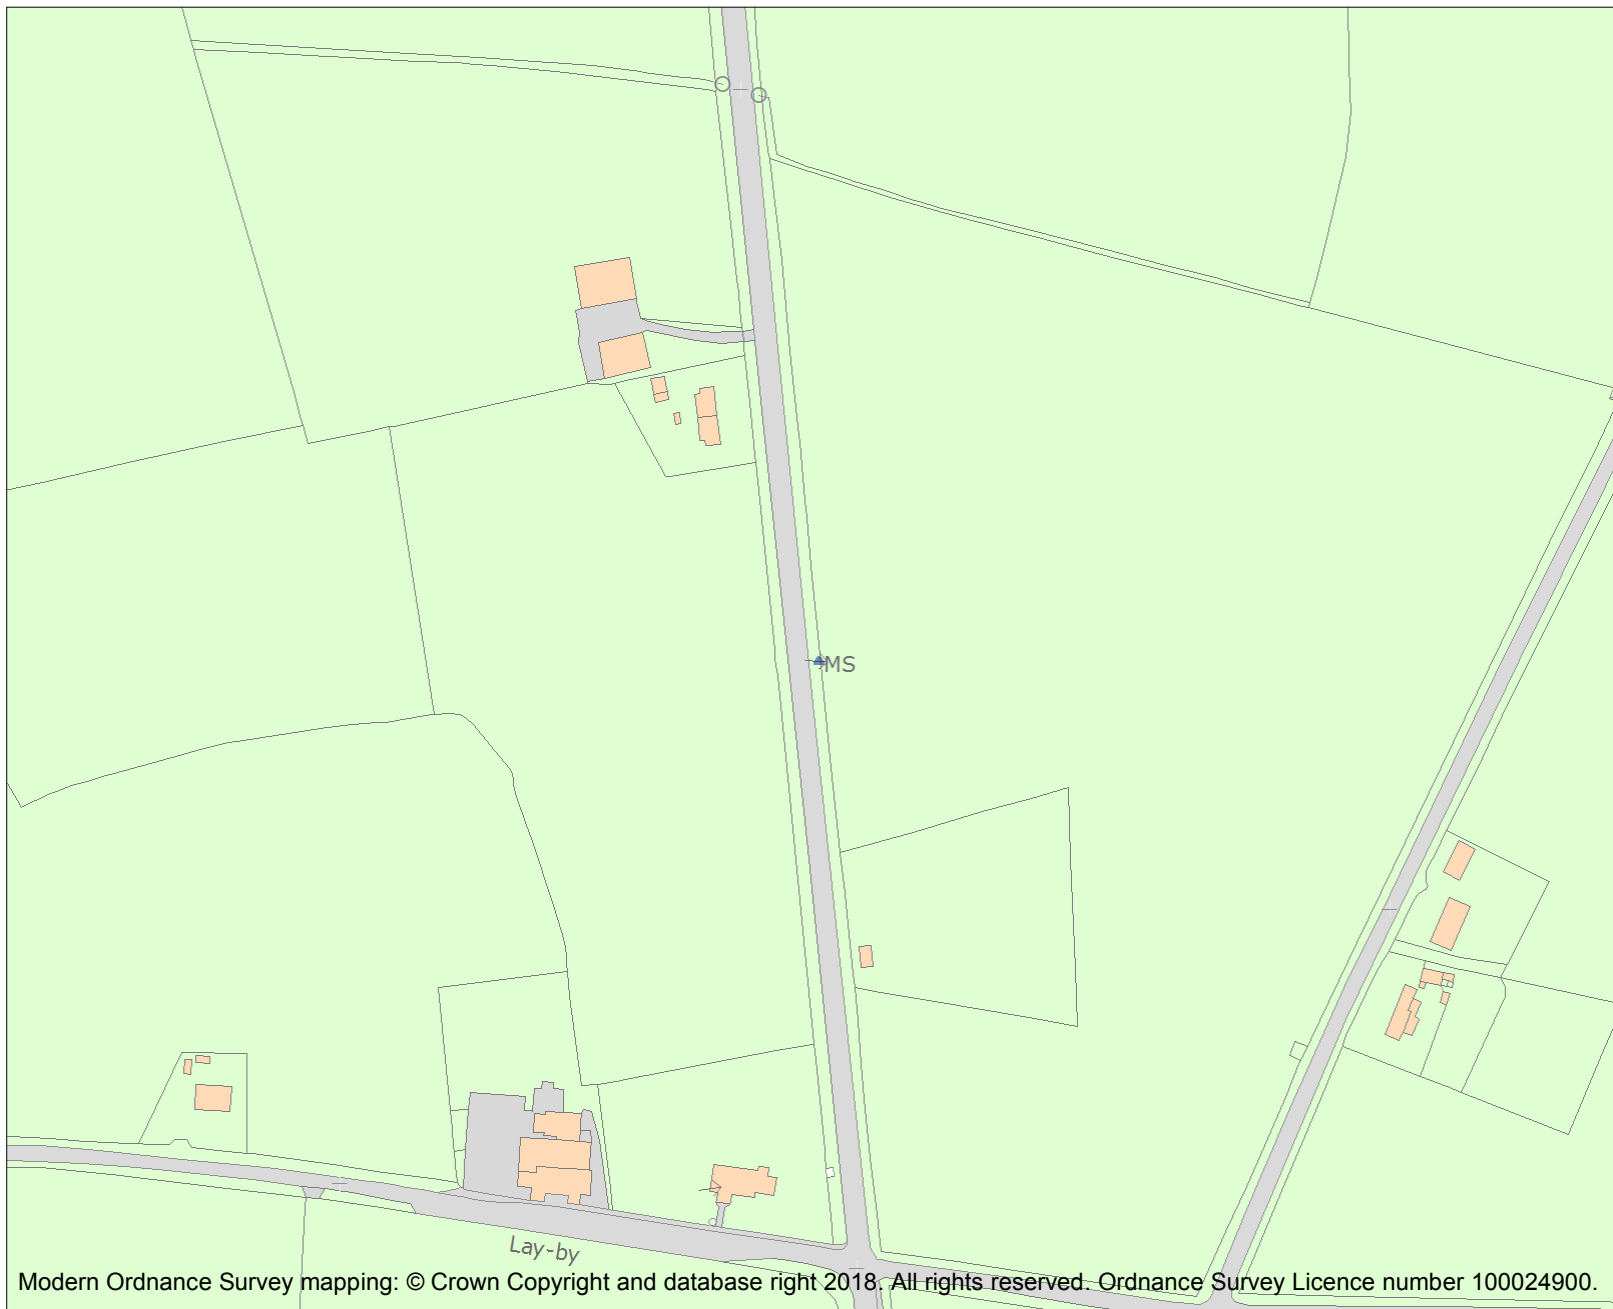 MS
Lay-by
Modern Ordnance Survey mapping: © Crown Copyright and database right 2018. All rights reserved. Ordnance Survey Licence number 100024900.